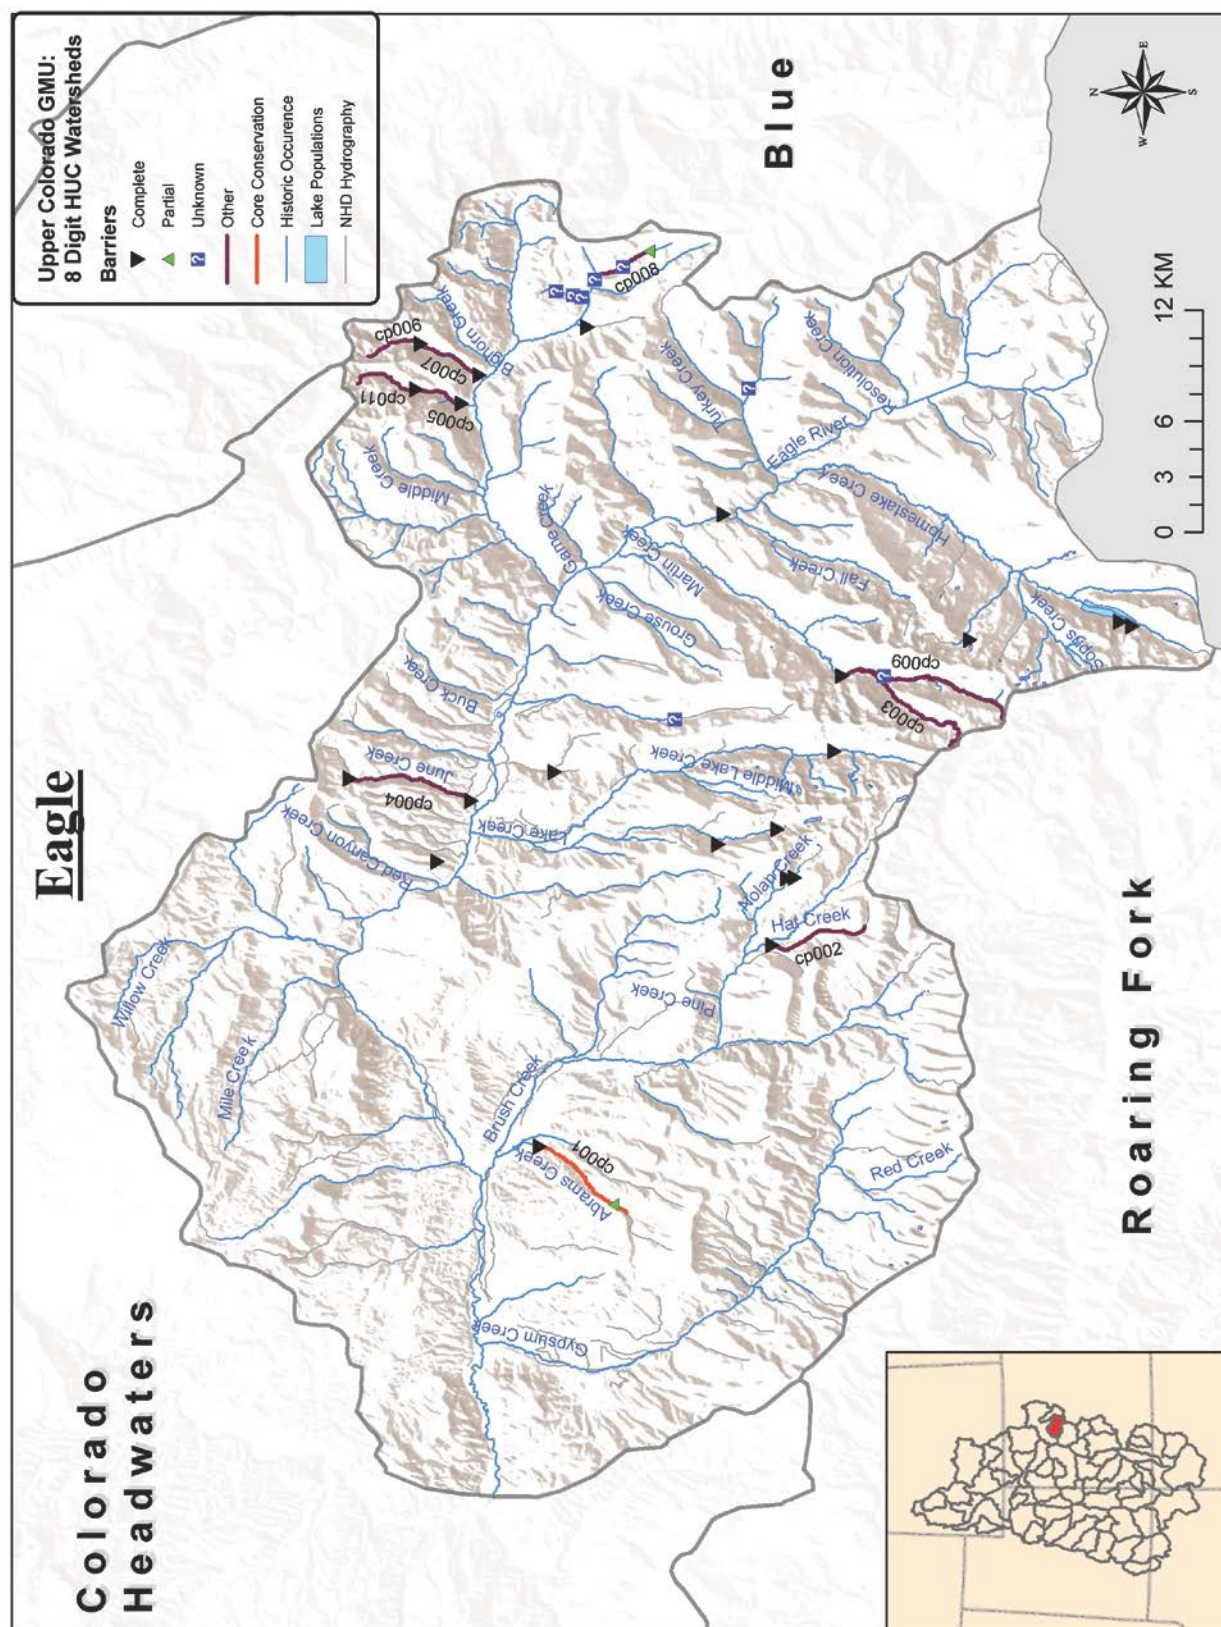 Eagle
Colorado
Headwaters
Blue
Roaring Fork
Upper Colorado GMU:
8 Digit HUC Watersheds
Barriers
Complete
Partial
? Unknown
Other
Core Conservation
Historic Occurence
Lake Populations
NHD Hydrography
N
E
S
W
0 3 6 12 KM
Willow Creek
Mile Creek
Red Canyon Creek
June Creek
cp004
Buck Creek
Middle Creek
cp011
cp005
cp006
cp007
Bighorn Creek
?
?
?
?
?
cp008
Brush Creek
Abrams Creek
cp001
Gypsum Creek
Red Creek
Pine Creek
Hat Creek
cp002
Nolan Creek
Lake Creek
Middle Lake Creek
?
Grouse Creek
Game Creek
Martin Creek
Fall Creek
cp003
?
cp009
Turkey Creek
?
Eagle River
Resolution Creek
Homestake Creek
Sopris Creek